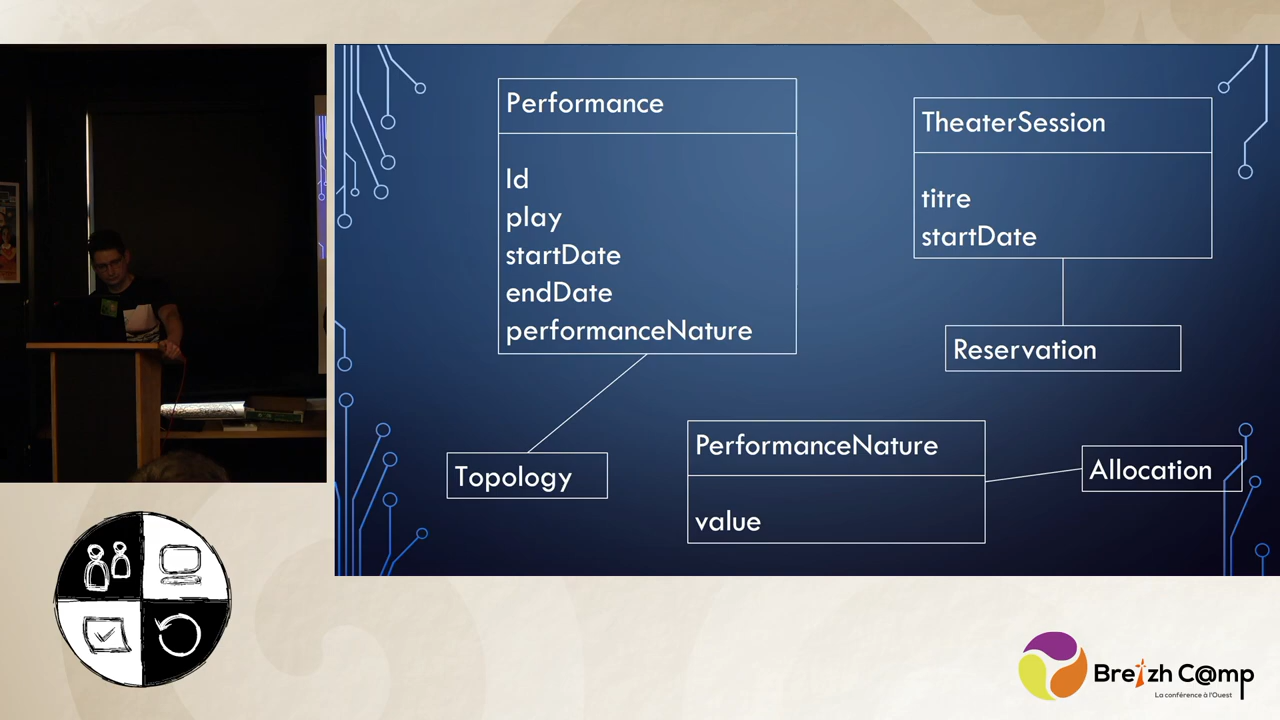 Performance
Id
play
startDate
endDate
performanceNature
TheaterSession
titre
startDate
Reservation
Topology
PerformanceNature
value
Allocation
Breizh C@mp
La conférence à l'Ouest